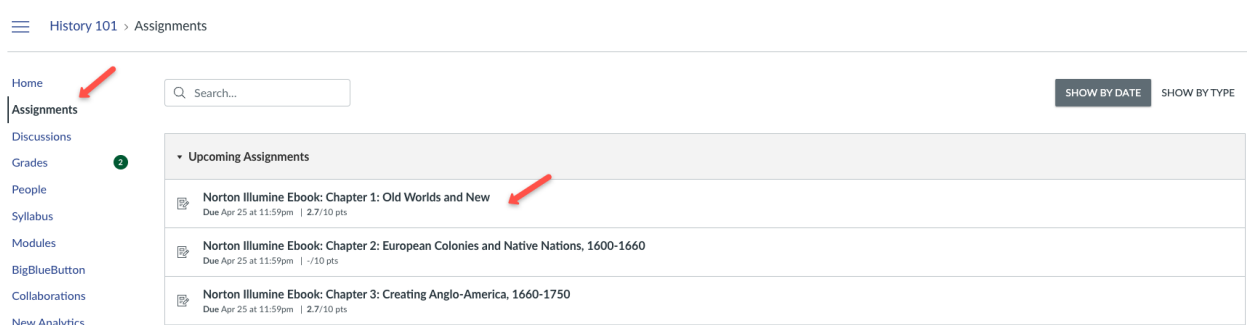 History 101 › Assignments
Home
Assignments
Discussions
Grades 2
People
Syllabus
Modules
BigBlueButton
Collaborations
New Analytics
Search...
SHOW BY DATE SHOW BY TYPE
Upcoming Assignments
Norton Illumine Ebook: Chapter 1: Old Worlds and New
Due Apr 25 at 11:59pm | 2.7/10 pts
Norton Illumine Ebook: Chapter 2: European Colonies and Native Nations, 1600-1660
Due Apr 25 at 11:59pm | -/10 pts
Norton Illumine Ebook: Chapter 3: Creating Anglo-America, 1660-1750
Due Apr 25 at 11:59pm | 2.7/10 pts